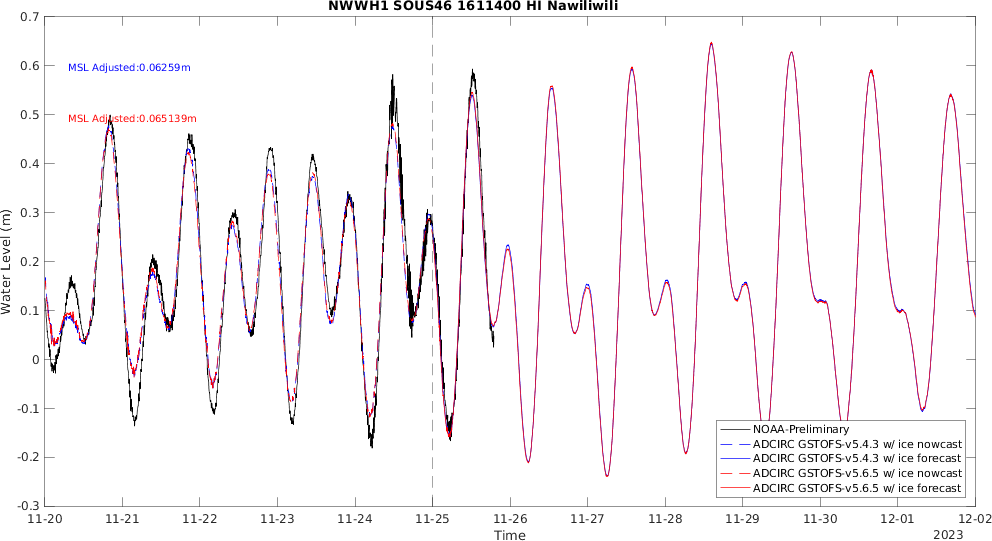 NWWH1 SOUS46 1611400 HI Nawiliwili
0.7
0.6
0.5
0.4
0.3
0.2
0.1
0
-0.1
-0.2
-0.3
Water Level (m)
MSL Adjusted:0.06259m
MSL Adjusted:0.065139m
NOAA-Preliminary
ADCIRC GSTOFS-v5.4.3 w/ ice nowcast
ADCIRC GSTOFS-v5.4.3 w/ ice forecast
ADCIRC GSTOFS-v5.6.5 w/ ice nowcast
ADCIRC GSTOFS-v5.6.5 w/ ice forecast
11-20 11-21 11-22 11-23 11-24 11-25 11-26 11-27 11-28 11-29 11-30 12-01 12-02
Time
2023